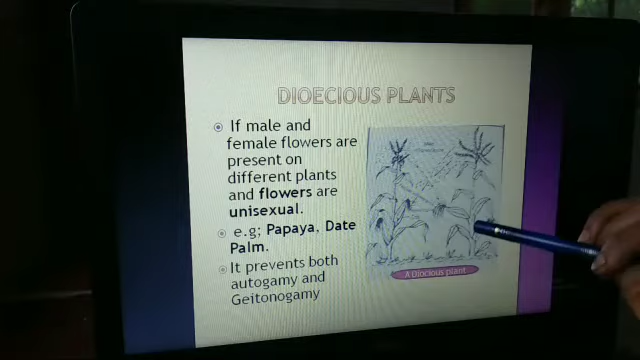 DIOECIOUS PLANTS
If male and
female flowers are
present on
different plants
and flowers are
unisexual.
e.g; Papaya, Date
Palm.
It prevents both
autogamy and
Geitonogamy
A Diocious plant